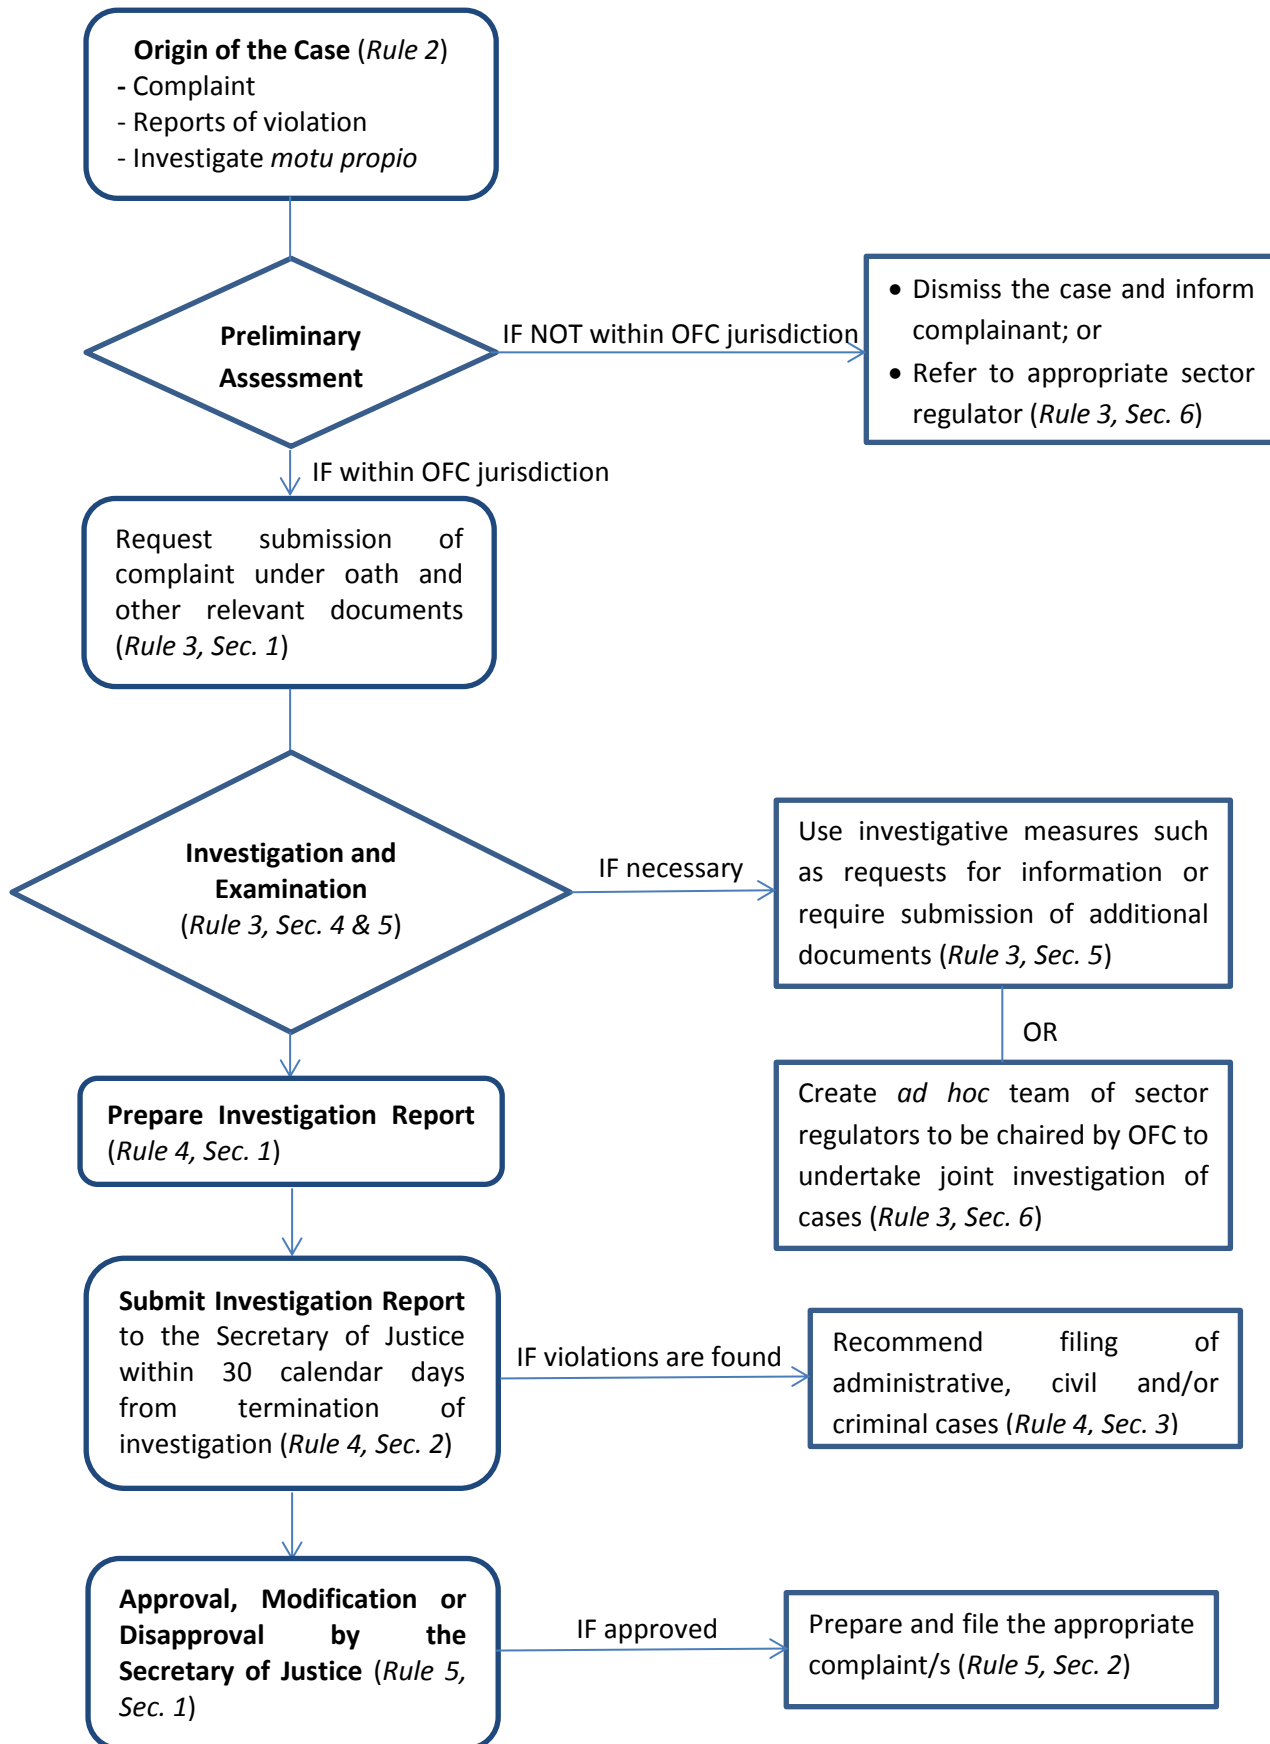 Origin of the Case (Rule 2)
- Complaint
- Reports of violation
- Investigate motu propio
Preliminary
Assessment
IF NOT within OFC jurisdiction
• Dismiss the case and inform
complainant; or
• Refer to appropriate sector
regulator (Rule 3, Sec. 6)
IF within OFC jurisdiction
Request submission of
complaint under oath and
other relevant documents
(Rule 3, Sec. 1)
Investigation and
Examination
(Rule 3, Sec. 4 & 5)
IF necessary
Use investigative measures such
as requests for information or
require submission of additional
documents (Rule 3, Sec. 5)
OR
Create ad hoc team of sector
regulators to be chaired by OFC to
undertake joint investigation of
cases (Rule 3, Sec. 6)
Prepare Investigation Report
(Rule 4, Sec. 1)
Submit Investigation Report
to the Secretary of Justice
within 30 calendar days
from termination of
investigation (Rule 4, Sec. 2)
IF violations are found
Recommend filing of
administrative, civil and/or
criminal cases (Rule 4, Sec. 3)
Approval, Modification or
Disapproval by the
Secretary of Justice (Rule 5,
Sec. 1)
IF approved
Prepare and file the appropriate
complaint/s (Rule 5, Sec. 2)